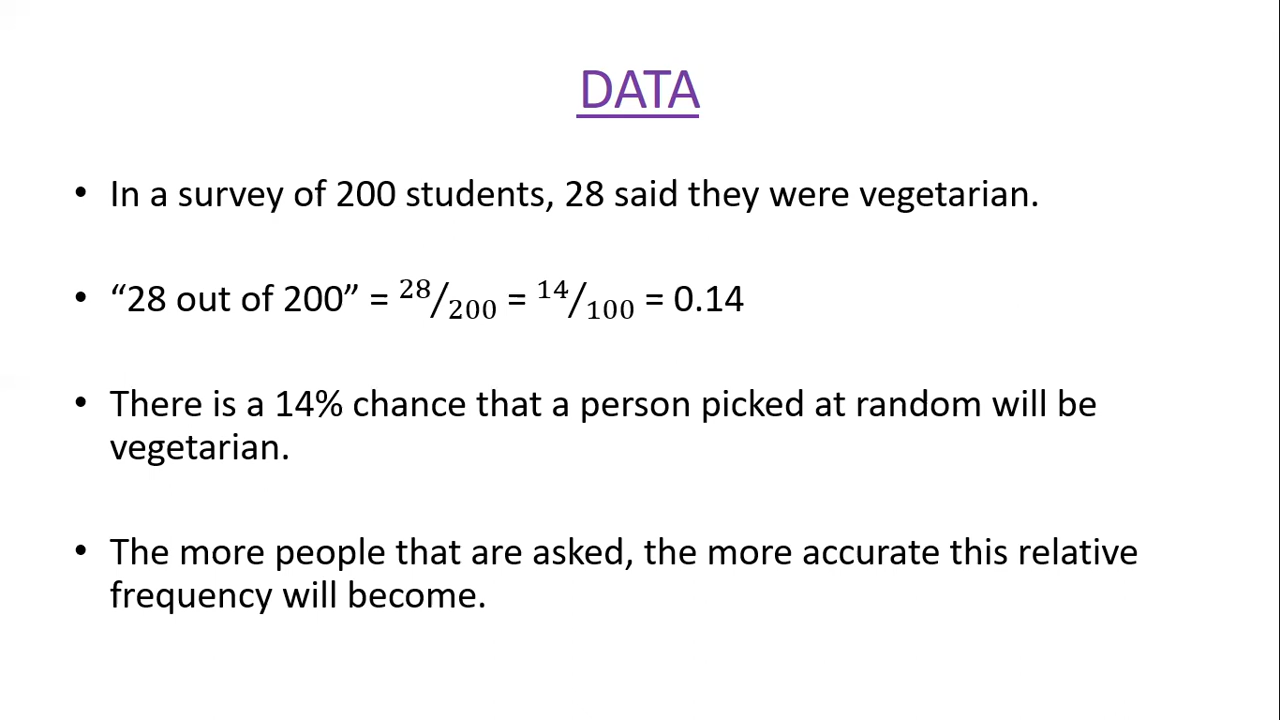 DATA
• In a survey of 200 students, 28 said they were vegetarian.
• “28 out of 200” = 28/200 = 14/100 = 0.14
• There is a 14% chance that a person picked at random will be
vegetarian.
• The more people that are asked, the more accurate this relative
frequency will become.